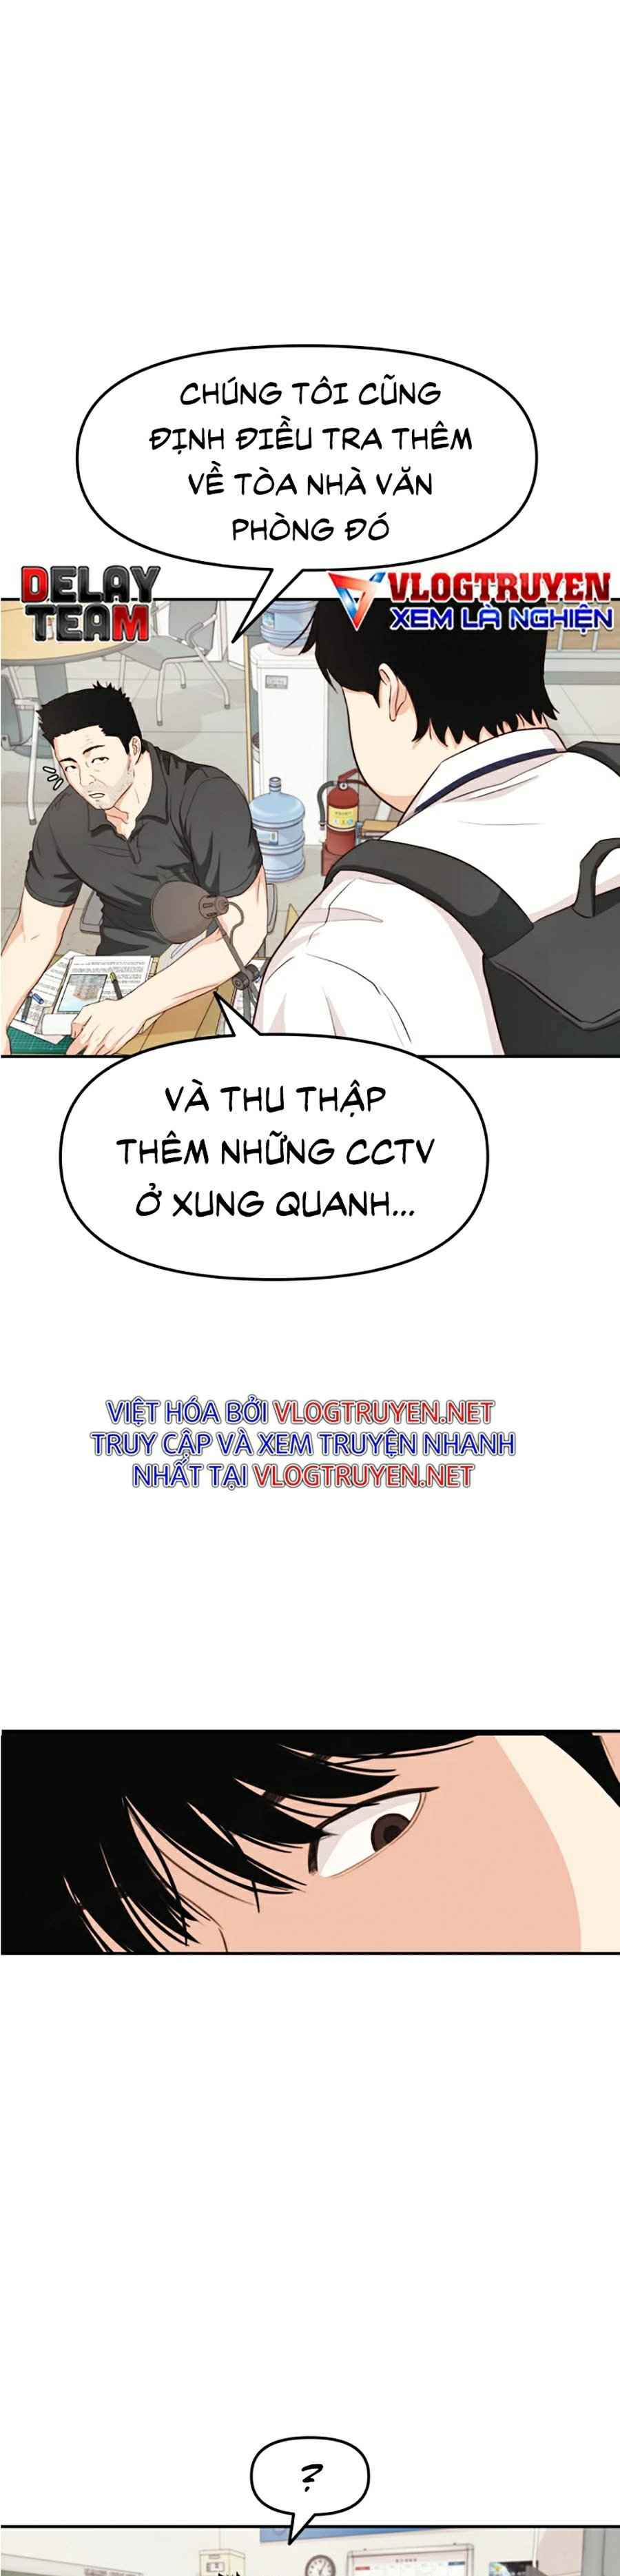 CHÚNG TÔI CŨNG
ĐỊNH ĐIỀU TRA THÊM
VỀ TÒA NHÀ VĂN
PHÒNG ĐÓ
DELAY
TEAM
VLOGTRUYEN
XEM LÀ NGHIỆN
VÀ THU THẬP
THÊM NHỮNG CCTV
Ở XUNG QUANH...
VIỆT HÓA BỞI VLOGTRUYEN.NET
TRUY CẬP VÀ XEM TRUYỆN NHANH
NHẤT TẠI VLOGTRUYEN.NET
?